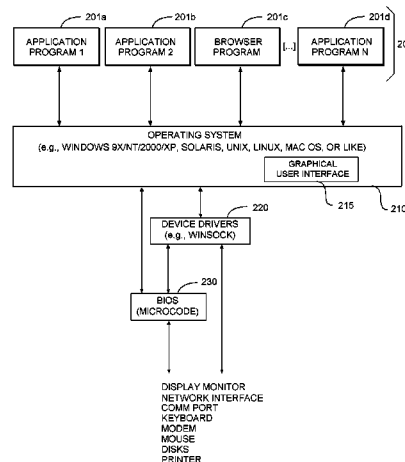 201a
201b
201c
201d
APPLICATION
PROGRAM 1
APPLICATION
PROGRAM 2
BROWSER
PROGRAM
[...]
APPLICATION
PROGRAM N
OPERATING SYSTEM
(e.g., WINDOWS 9X/NT/2000/XP, SOLARIS, UNIX, LINUX, MAC OS, OR LIKE)
GRAPHICAL
USER INTERFACE
215
210
220
DEVICE DRIVERS
(e.g., WINSOCK)
230
BIOS
(MICROCODE)
DISPLAY MONITOR
NETWORK INTERFACE
COMM PORT
KEYBOARD
MODEM
MOUSE
DISKS
PRINTER